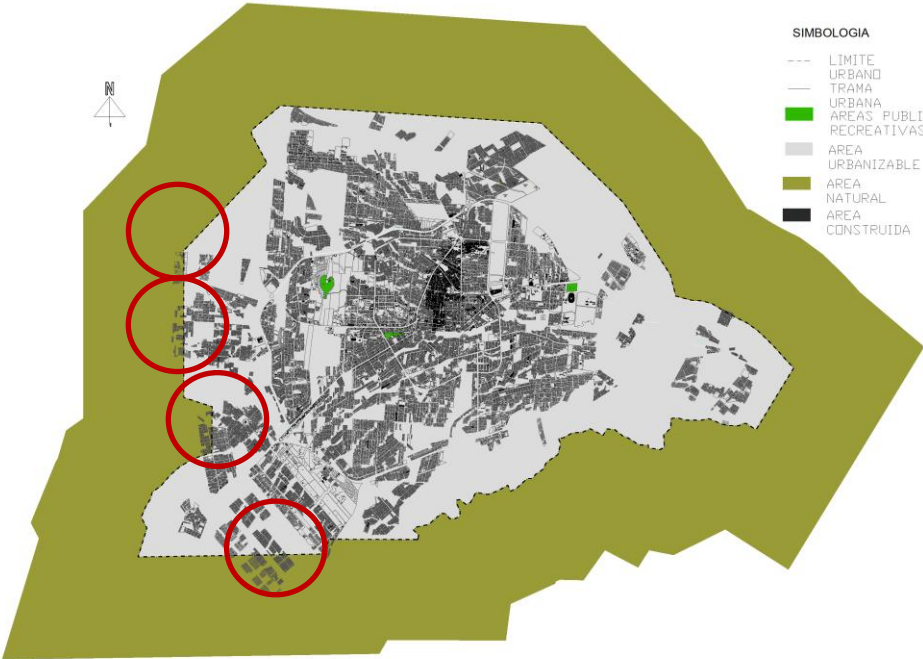 SIMBOLOGIA
N
LIMITE
URBANO
TRAMA
URBANA
AREAS PUBLI
RECREATIVAS
AREA
URBANIZABLE
AREA
NATURAL
AREA
CONSTRUIDA